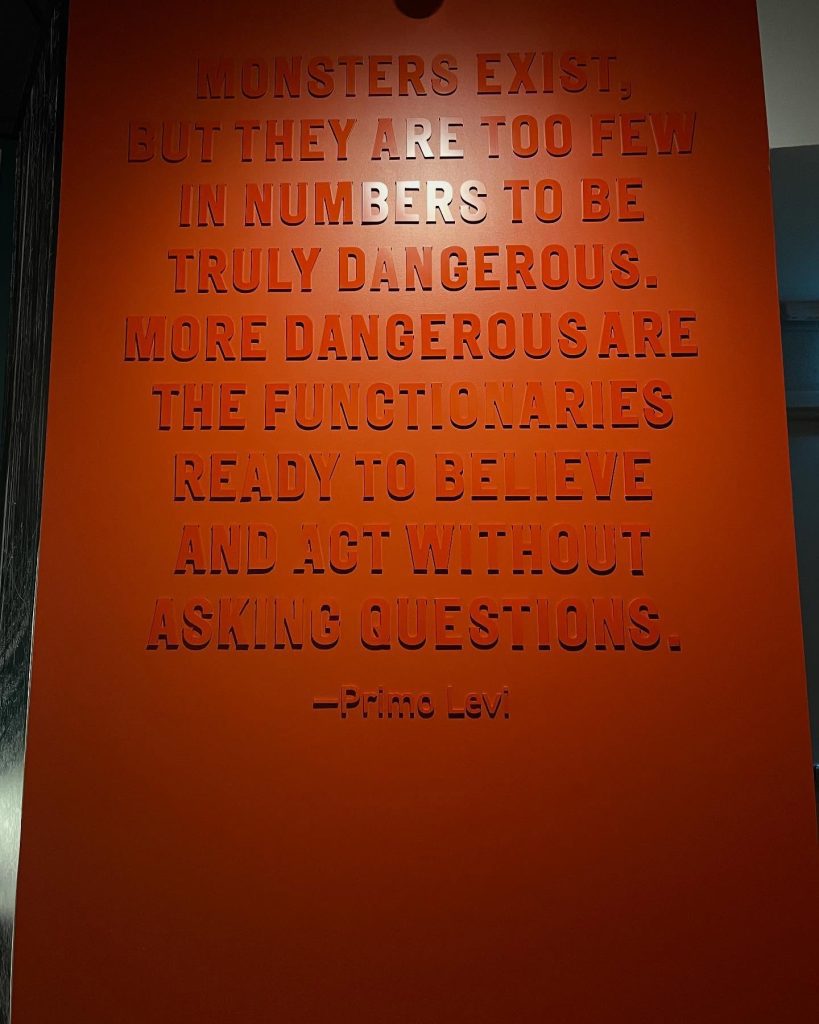 MONSTERS EXIST,
BUT THEY ARE TOO FEW
IN NUMBERS TO BE
TRULY DANGEROUS.
MORE DANGEROUS ARE
THE FUNCTIONARIES
READY TO BELIEVE
AND ACT WITHOUT
ASKING QUESTIONS.
—Primo Levi